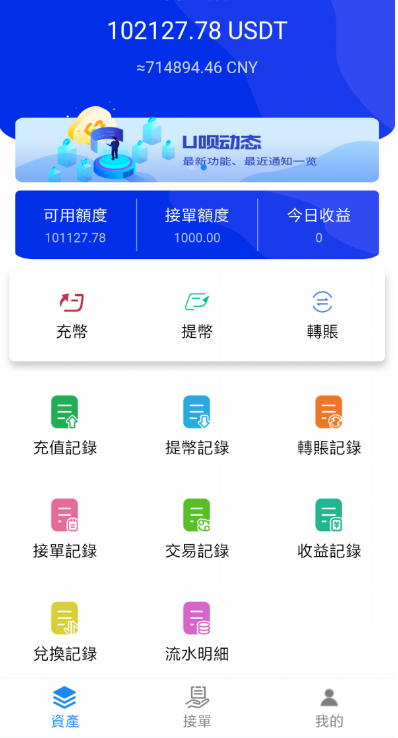 102127.78 USDT
≈714894.46 CNY
U呗动态
最新功能、最近通知一览
可用額度 接單額度 今日收益
101127.78 1000.00 0
充幣 提幣 轉賬
充值記錄 提幣記錄 轉賬記錄
接單記錄 交易記錄 收益記錄
兌換記錄 流水明細
資產 接單 我的